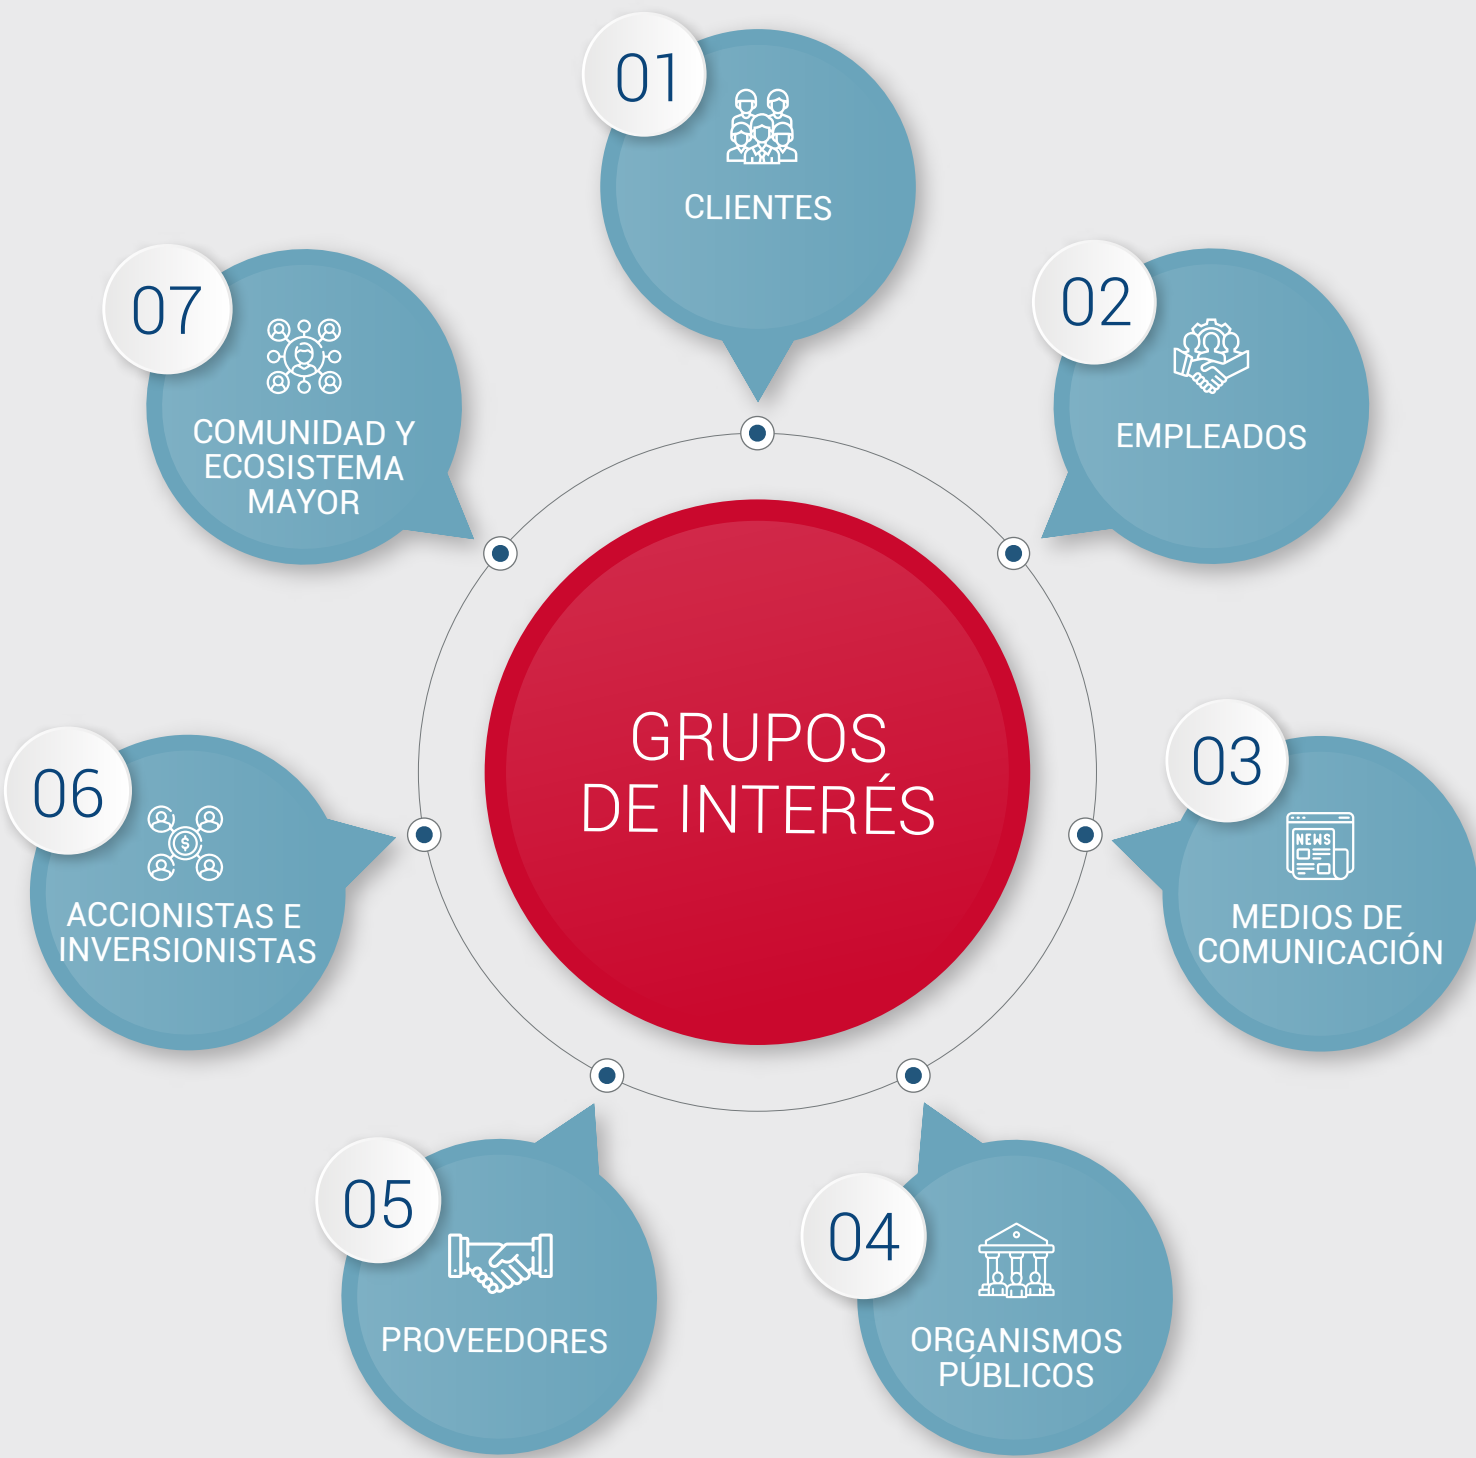 01
CLIENTES
02
EMPLEADOS
03
NEWS
MEDIOS DE
COMUNICACIÓN
04
ORGANISMOS
PÚBLICOS
05
PROVEEDORES
06
$
ACCIONISTAS E
INVERSIONISTAS
07
COMUNIDAD Y
ECOSISTEMA
MAYOR
GRUPOS
DE INTERÉS